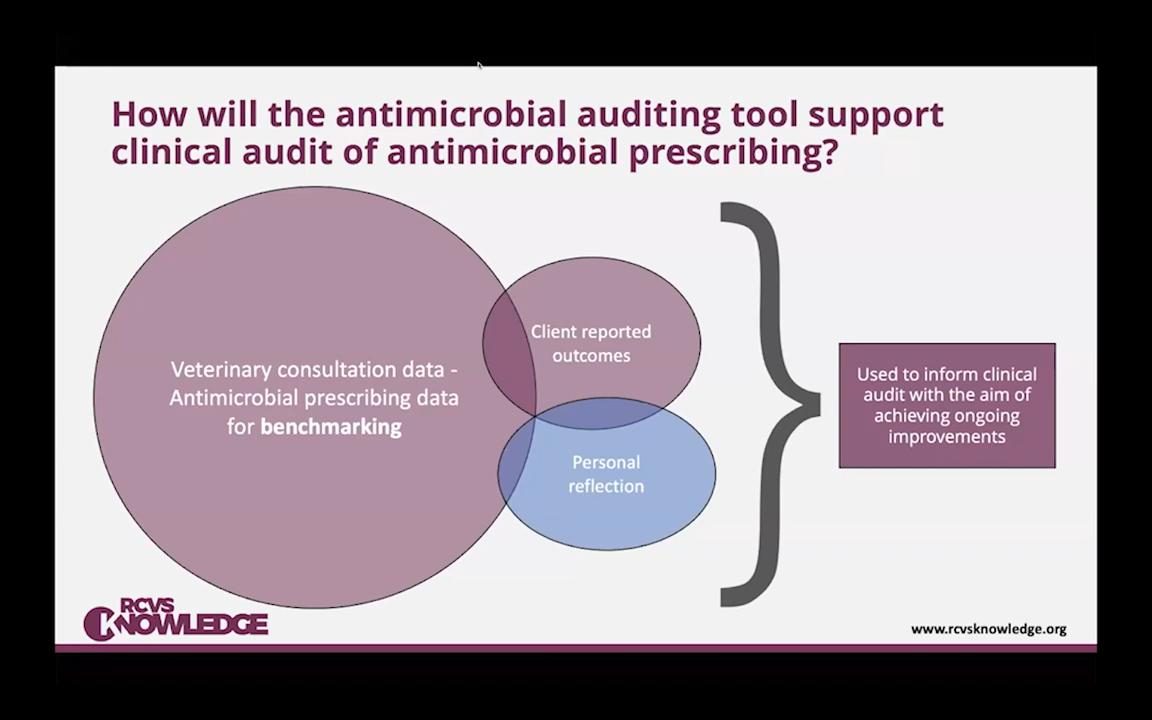 How will the antimicrobial auditing tool support
clinical audit of antimicrobial prescribing?
Veterinary consultation data -
Antimicrobial prescribing data
for benchmarking
Client reported
outcomes
Personal
reflection
Used to inform clinical
audit with the aim of
achieving ongoing
improvements
RCVS
KNOWLEDGE
www.rcvsknowledge.org